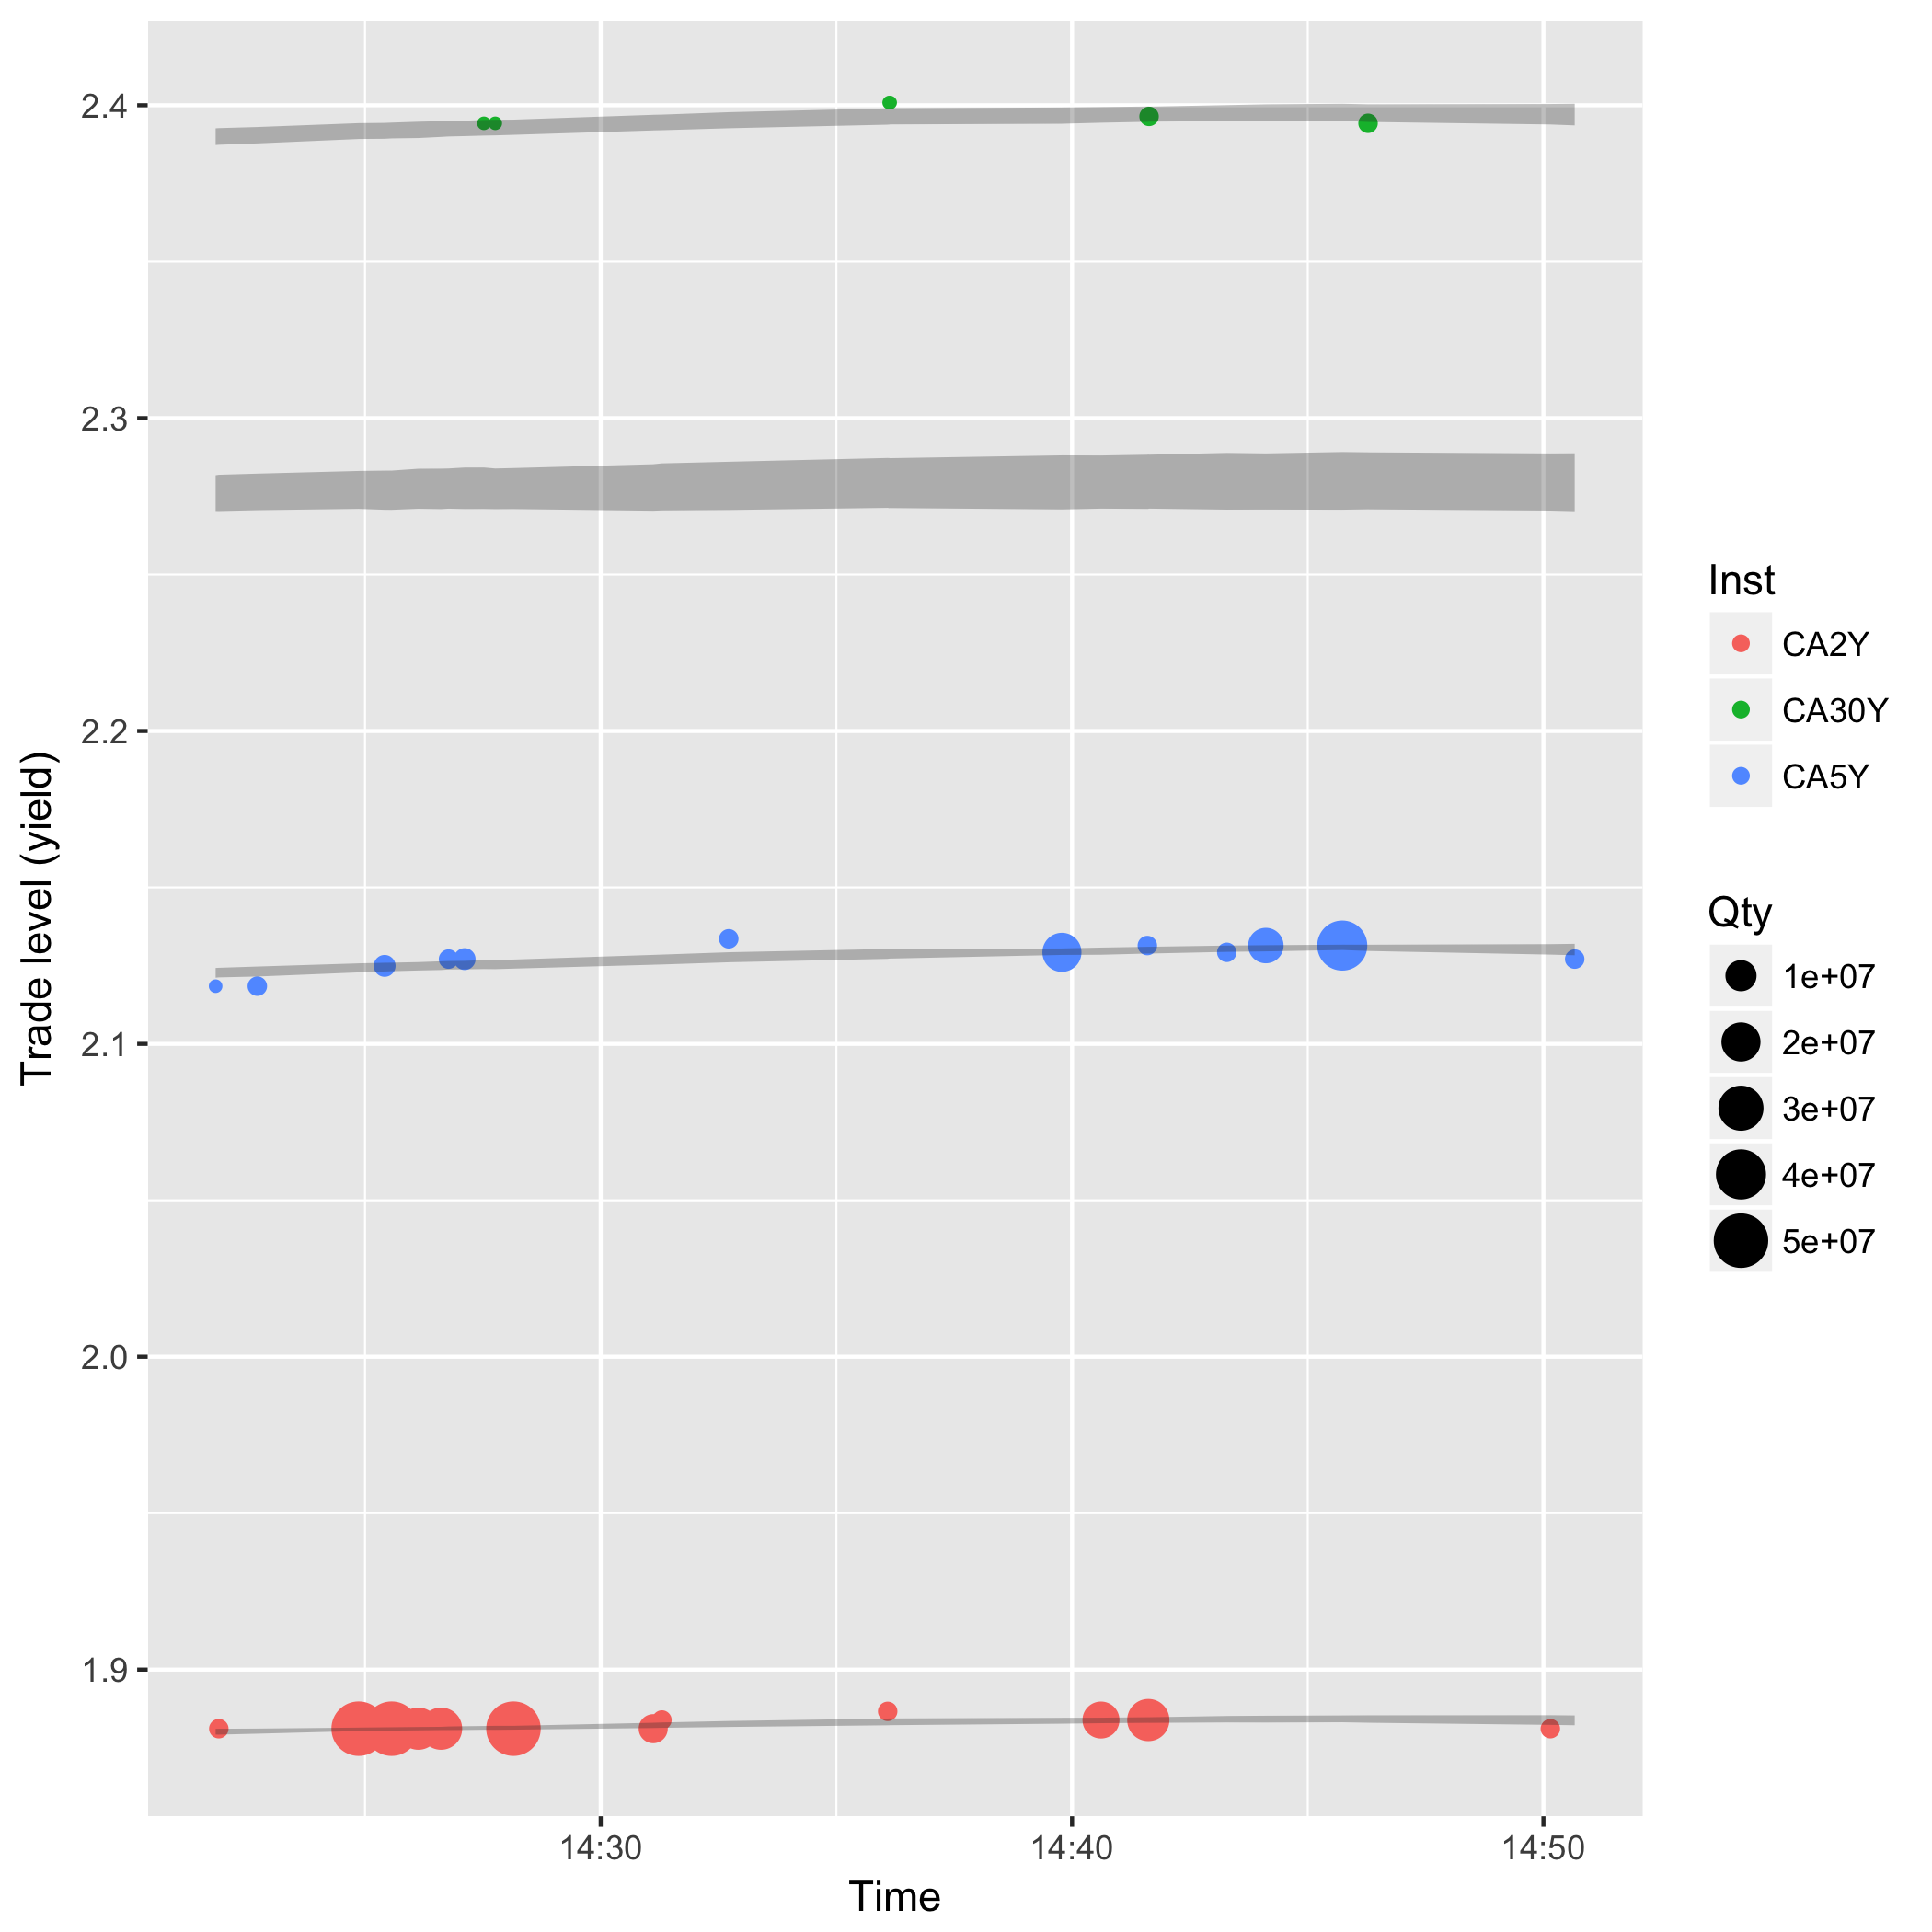 Trade level (yield)
2.4
2.3
2.2
2.1
2.0
1.9
14:30
14:40
14:50
Time
Inst
CA2Y
CA30Y
CA5Y
Qty
1e+07
2e+07
3e+07
4e+07
5e+07